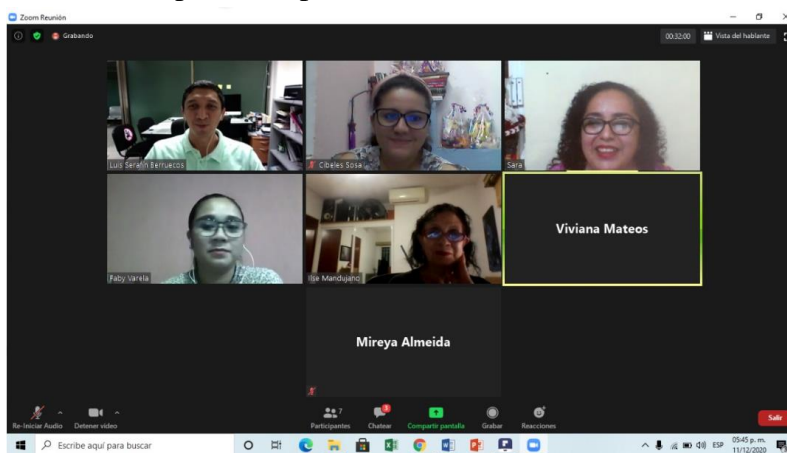 Zoom Reunión
Grabando
00:32:00
Vista del hablante
Luis Serafín Berruecos
Cibeles Sosa
Sara
Faby Varela
Ilse Mandujano
Viviana Mateos
Mireya Almeida
Re-Iniciar Audio
Detener video
7
Participantes
3
Chatear
Compartir pantalla
Grabar
Reacciones
Salir
Escribe aquí para buscar
ESP
05:45 p. m.
11/12/2020